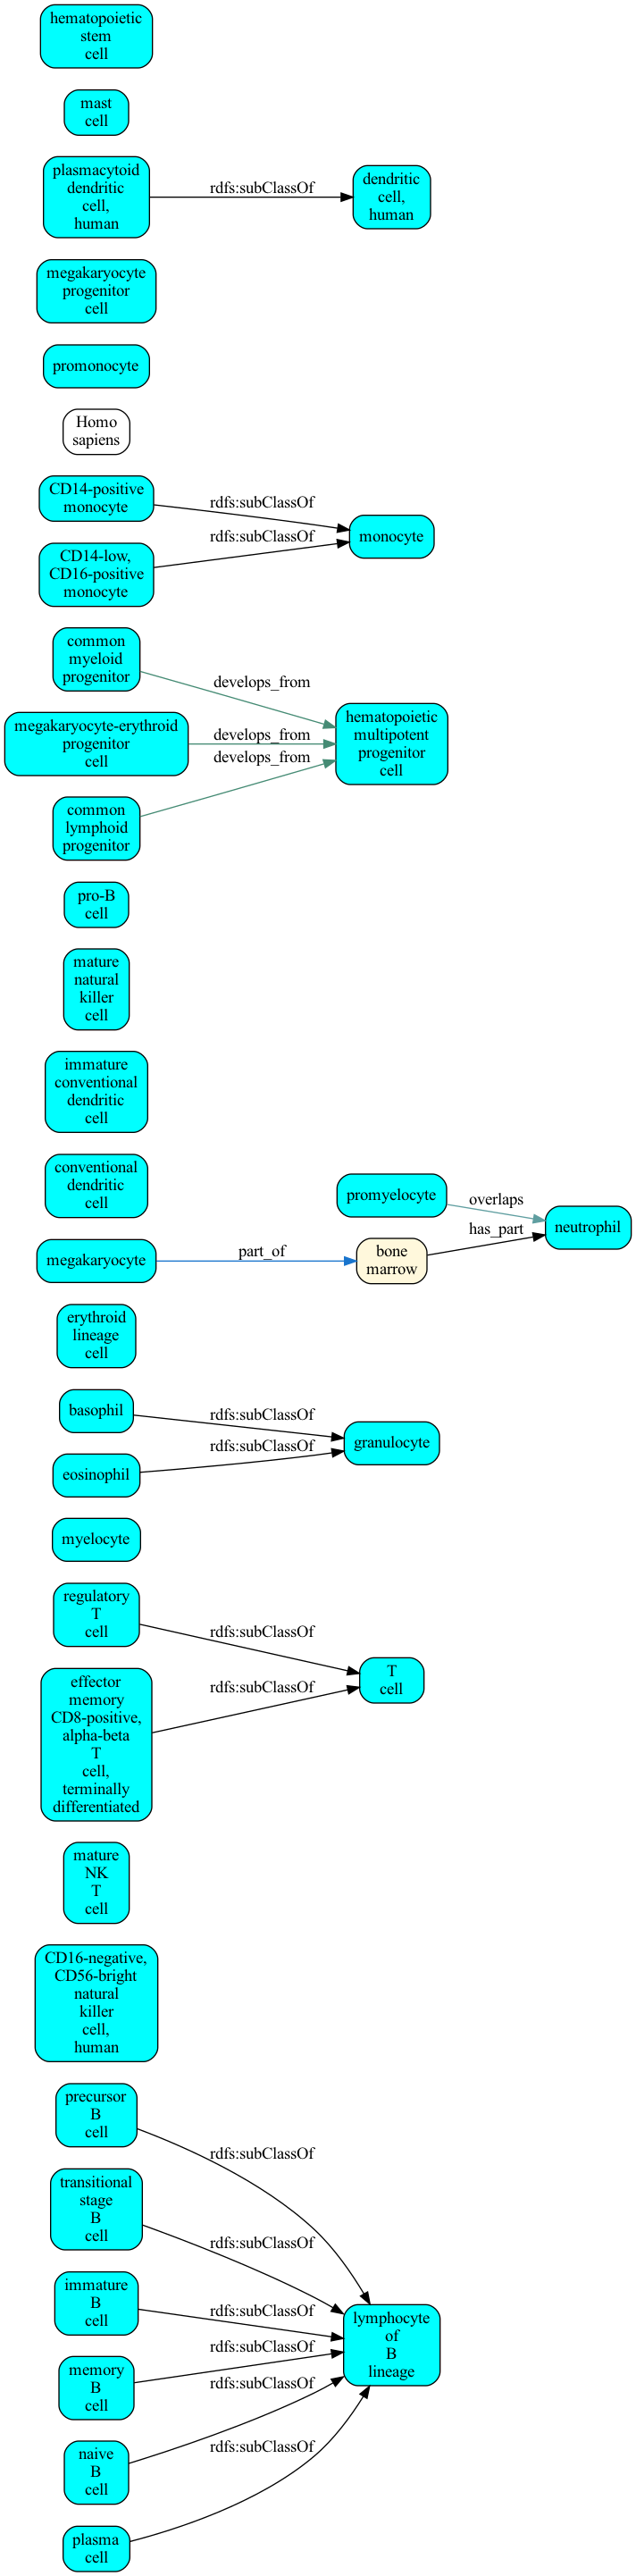 hematopoietic
stem
cell
mast
cell
plasmacytoid
dendritic
cell,
human
rdfs:subClassOf
dendritic
cell,
human
megakaryocyte
progenitor
cell
promonocyte
Homo
sapiens
CD14-positive
monocyte
rdfs:subClassOf
CD14-low,
CD16-positive
monocyte
rdfs:subClassOf
monocyte
common
myeloid
progenitor
develops_from
megakaryocyte-erythroid
progenitor
cell
develops_from
common
lymphoid
progenitor
develops_from
hematopoietic
multipotent
progenitor
cell
pro-B
cell
mature
natural
killer
cell
immature
conventional
dendritic
cell
conventional
dendritic
cell
promyelocyte
overlaps
neutrophil
megakaryocyte
part_of
bone
marrow
has_part
erythroid
lineage
cell
basophil
rdfs:subClassOf
eosinophil
rdfs:subClassOf
granulocyte
myelocyte
regulatory
T
cell
rdfs:subClassOf
effector
memory
CD8-positive,
alpha-beta
T
cell,
terminally
differentiated
rdfs:subClassOf
T
cell
mature
NK
T
cell
CD16-negative,
CD56-bright
natural
killer
cell,
human
precursor
B
cell
rdfs:subClassOf
transitional
stage
B
cell
rdfs:subClassOf
immature
B
cell
rdfs:subClassOf
memory
B
cell
rdfs:subClassOf
naive
B
cell
rdfs:subClassOf
plasma
cell
rdfs:subClassOf
lymphocyte
of
B
lineage